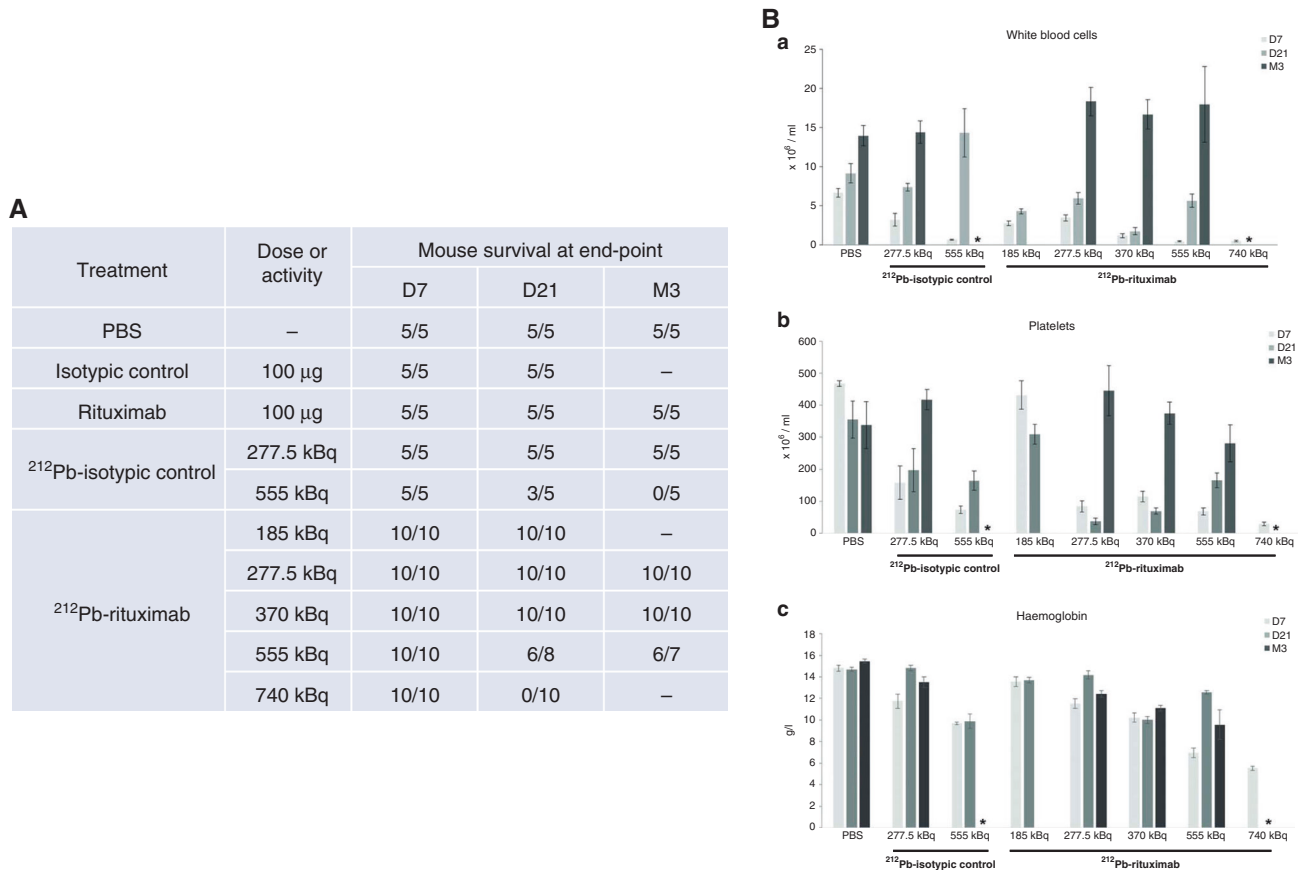 A
Treatment
Dose or
activity
Mouse survival at end-point
D7 D21 M3
PBS – 5/5 5/5 5/5
Isotypic control 100 µg 5/5 5/5 –
Rituximab 100 µg 5/5 5/5 5/5
²¹²Pb-isotypic control
277.5 kBq 5/5 5/5 5/5
555 kBq 5/5 3/5 0/5
²¹²Pb-rituximab
185 kBq 10/10 10/10 –
277.5 kBq 10/10 10/10 10/10
370 kBq 10/10 10/10 10/10
555 kBq 10/10 6/8 6/7
740 kBq 10/10 0/10 –
B
a
White blood cells
D7
D21
M3
x 10⁶ / ml
25
20
15
10
5
0
* *
PBS 277.5 kBq 555 kBq 185 kBq 277.5 kBq 370 kBq 555 kBq 740 kBq
²¹²Pb-isotypic control ²¹²Pb-rituximab
b
Platelets
D7
D21
M3
x 10⁶ / ml
600
500
400
300
200
100
0
* *
PBS 277.5 kBq 555 kBq 185 kBq 277.5 kBq 370 kBq 555 kBq 740 kBq
²¹²Pb-isotypic control ²¹²Pb-rituximab
c
Haemoglobin
D7
D21
M3
g/l
18
16
14
12
10
8
6
4
2
0
* *
PBS 277.5 kBq 555 kBq 185 kBq 277.5 kBq 370 kBq 555 kBq 740 kBq
²¹²Pb-isotypic control ²¹²Pb-rituximab